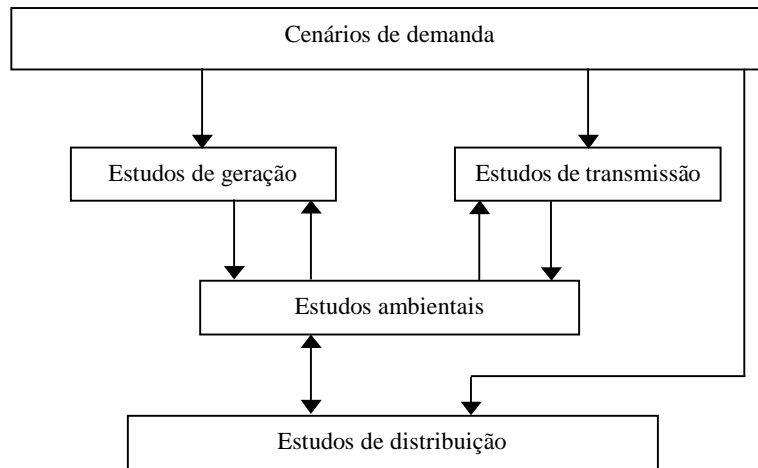 Cenários de demanda
Estudos de geração
Estudos de transmissão
Estudos ambientais
Estudos de distribuição